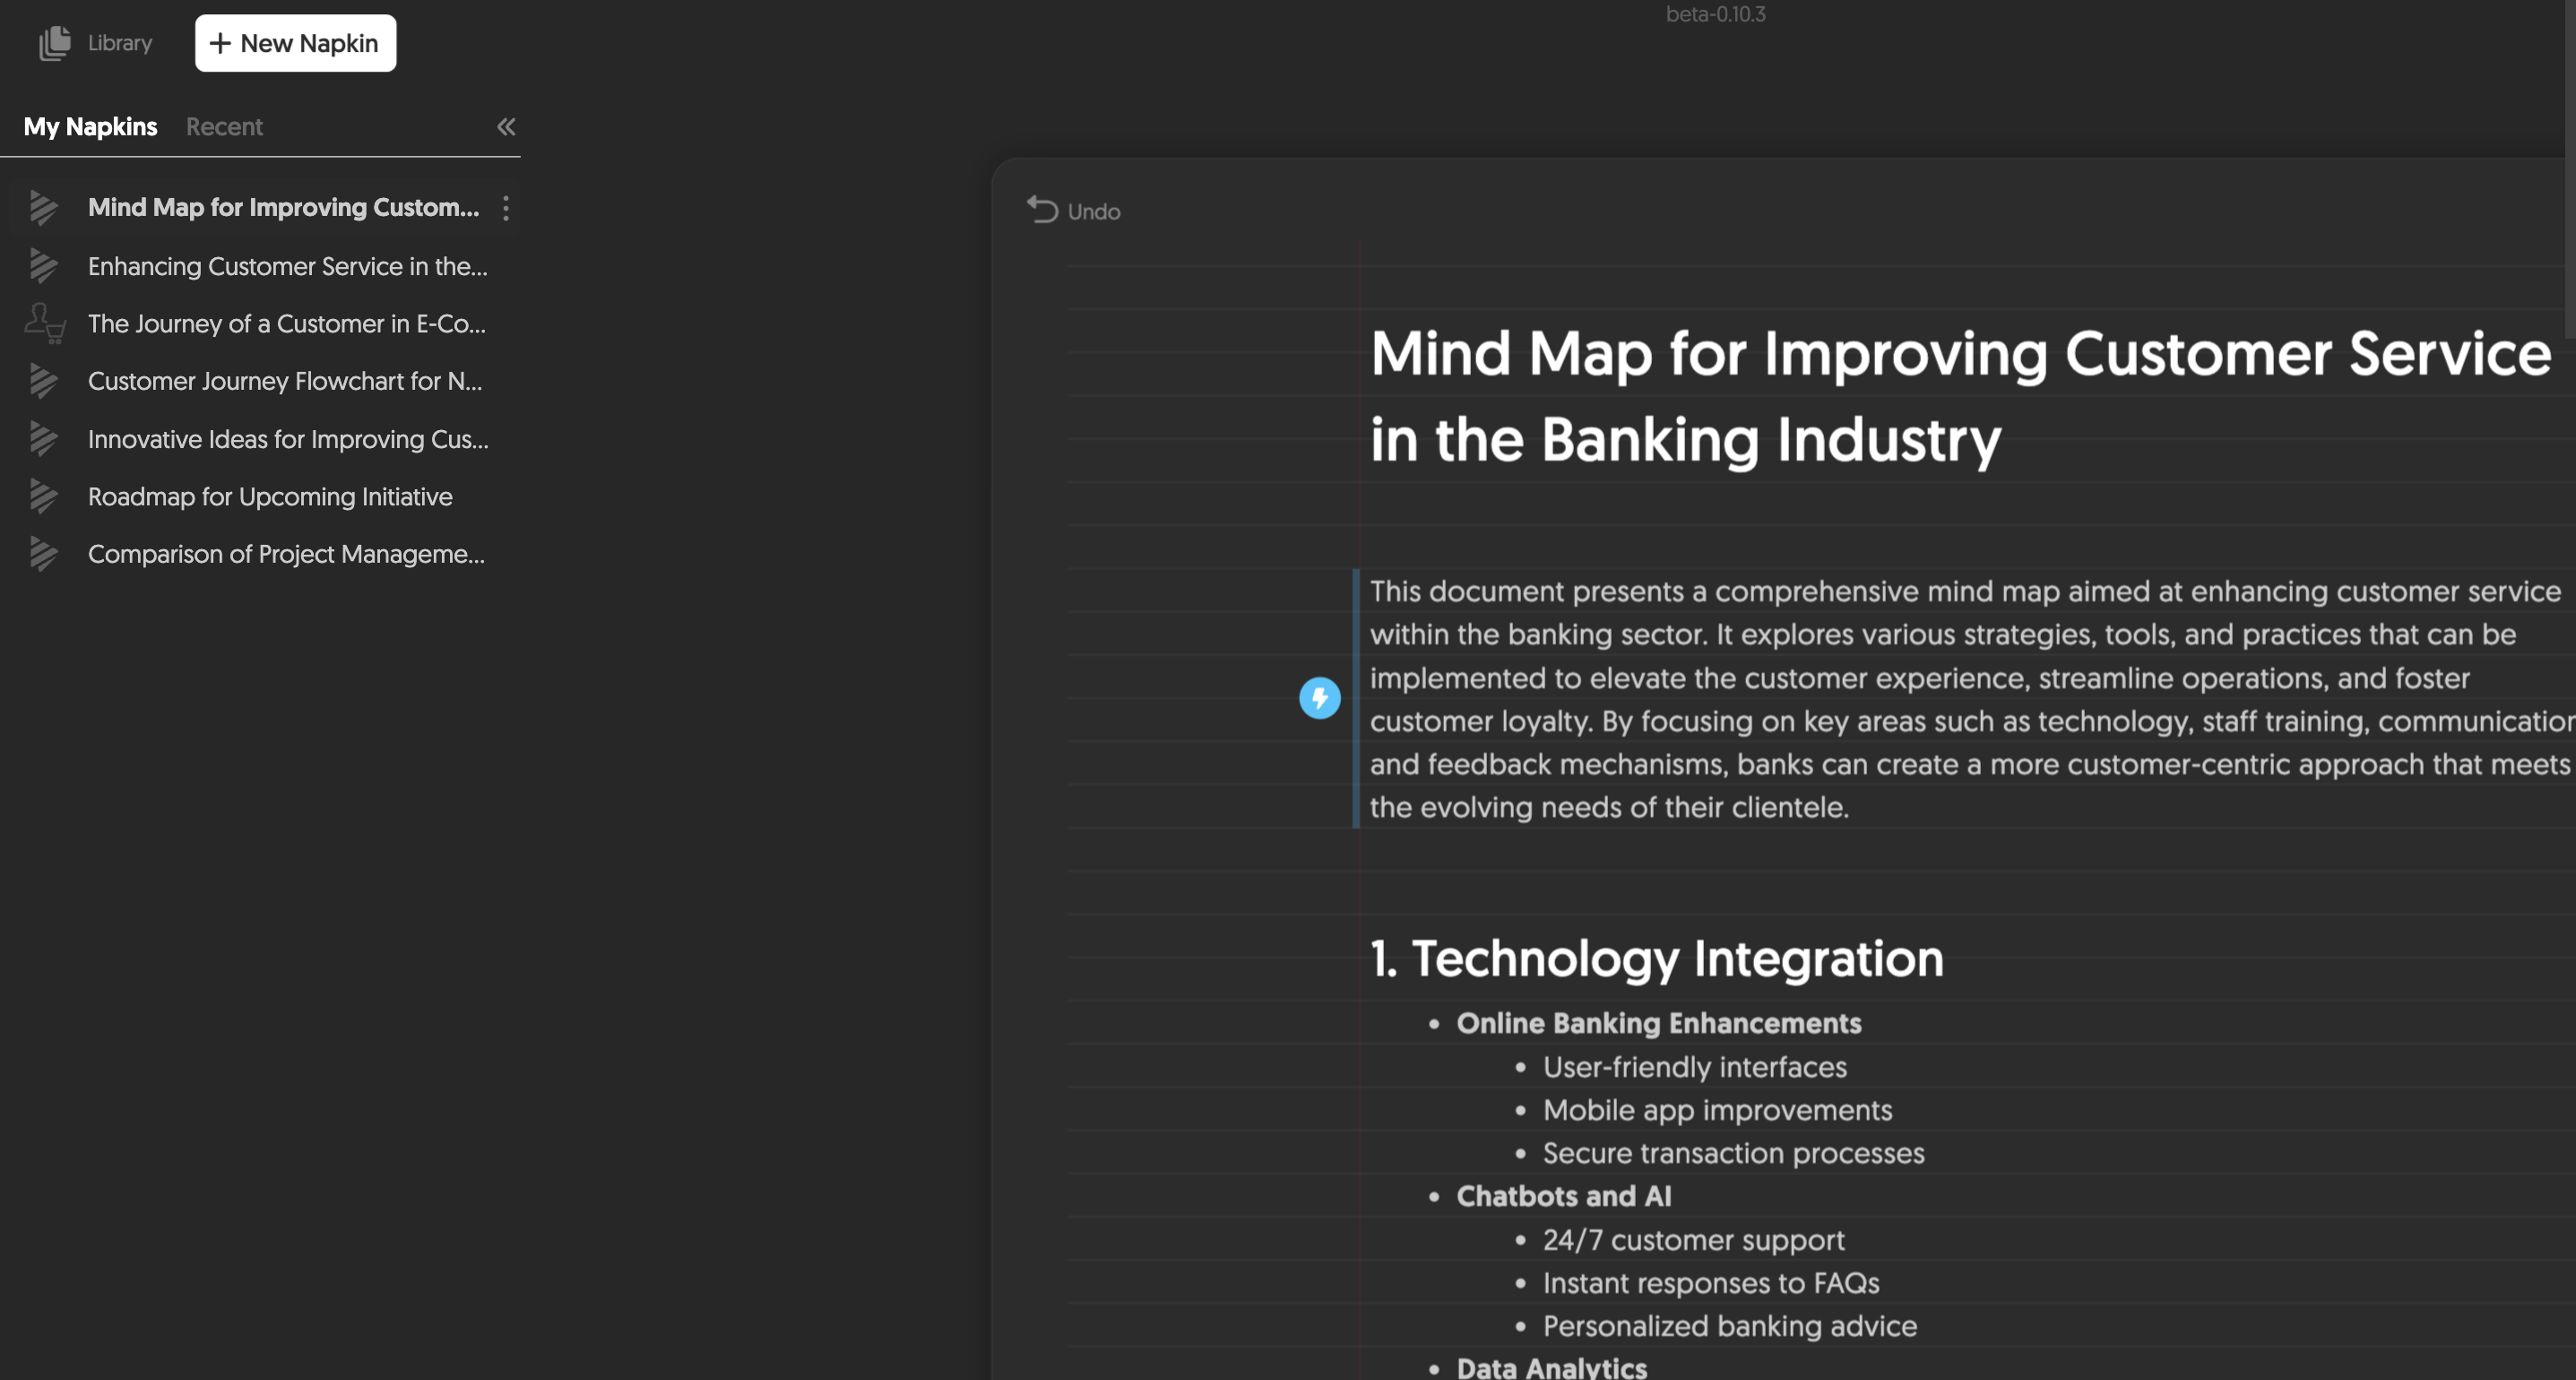 Library
+ New Napkin
beta-0.10.3
My Napkins
Recent
Mind Map for Improving Custom...
Enhancing Customer Service in the...
The Journey of a Customer in E-Co...
Customer Journey Flowchart for N...
Innovative Ideas for Improving Cus...
Roadmap for Upcoming Initiative
Comparison of Project Manageme...
Undo
Mind Map for Improving Customer Service
in the Banking Industry
This document presents a comprehensive mind map aimed at enhancing customer service
within the banking sector. It explores various strategies, tools, and practices that can be
implemented to elevate the customer experience, streamline operations, and foster
customer loyalty. By focusing on key areas such as technology, staff training, communication
and feedback mechanisms, banks can create a more customer-centric approach that meets
the evolving needs of their clientele.
1. Technology Integration
• Online Banking Enhancements
• User-friendly interfaces
• Mobile app improvements
• Secure transaction processes
• Chatbots and AI
• 24/7 customer support
• Instant responses to FAQs
• Personalized banking advice
• Data Analytics